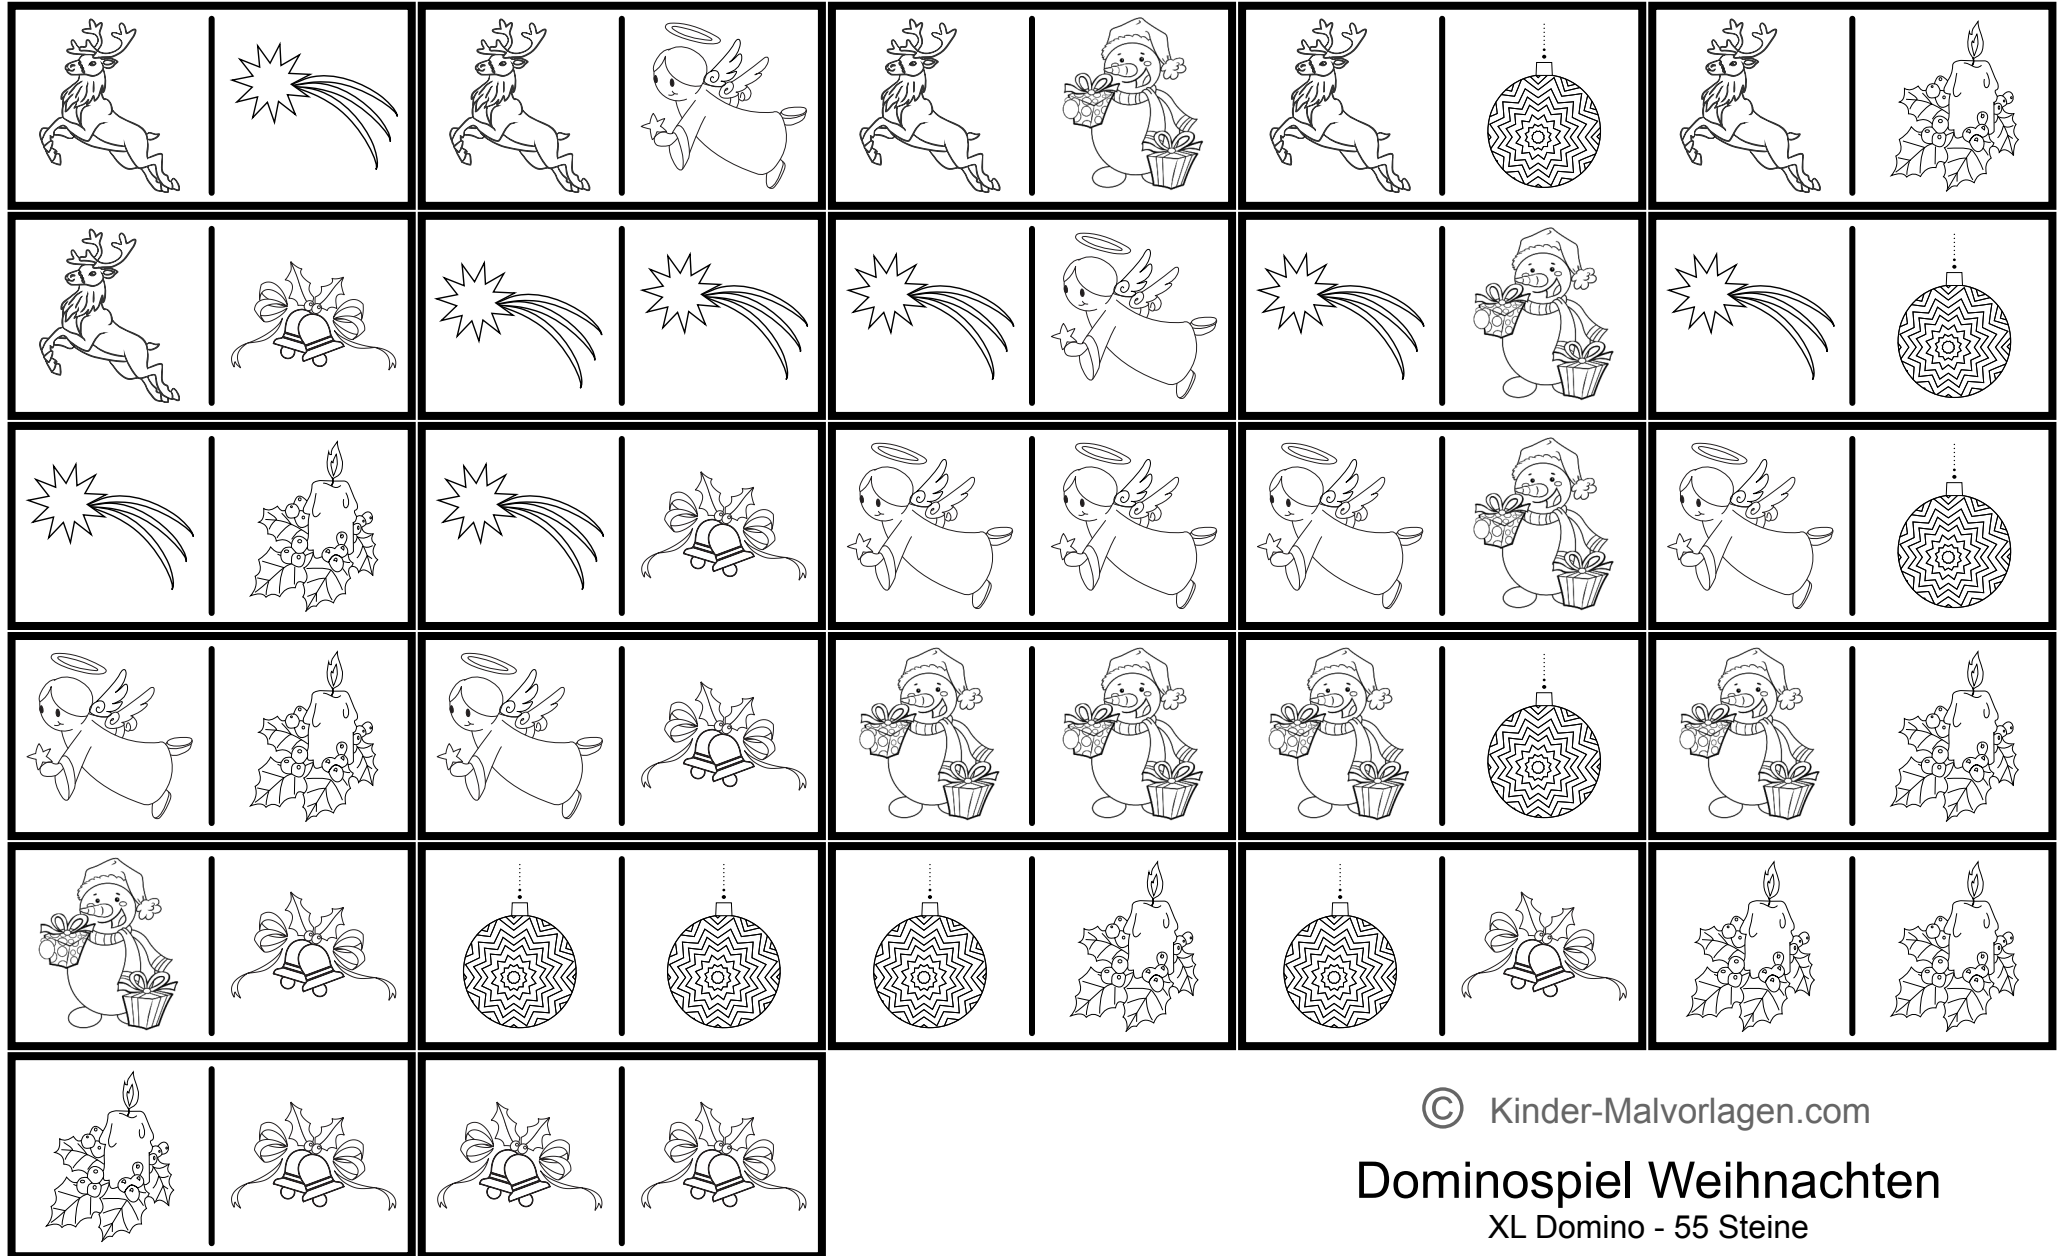 © Kinder-Malvorlagen.com
Dominospiel Weihnachten
XL Domino - 55 Steine